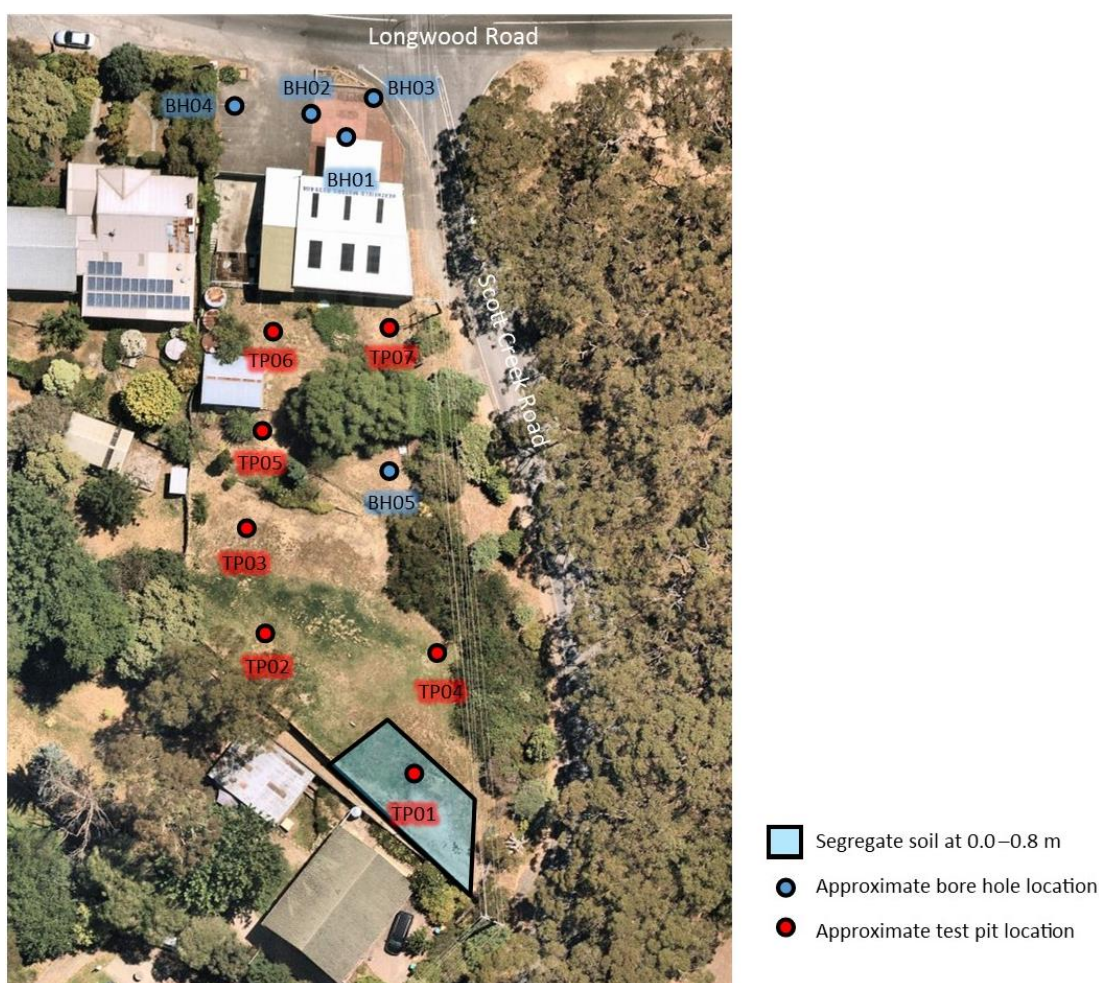 Longwood Road
BH03
BH02
BH04
BH01
Scott Creek Road
TP06
TP07
TP05
BH05
TP03
TP02
TP04
TP01
Segregate soil at 0.0–0.8 m
Approximate bore hole location
Approximate test pit location